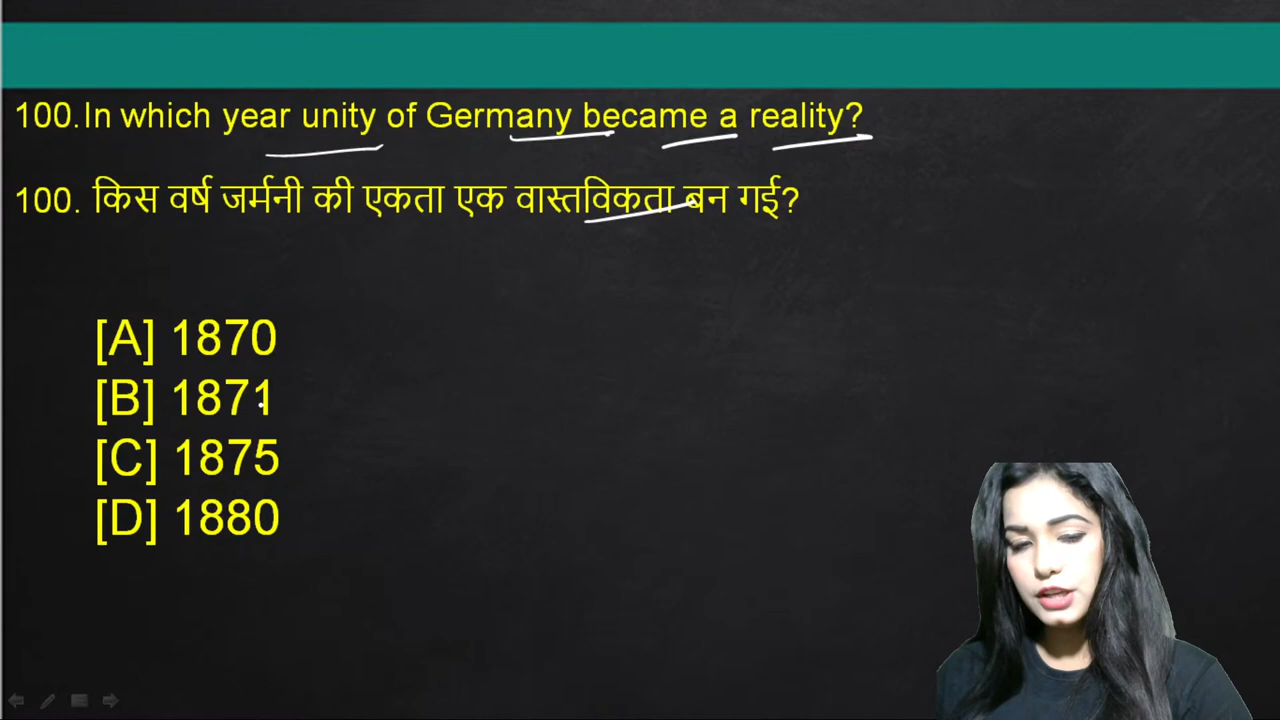 100.In which year unity of Germany became a reality?
100. किस वर्ष जर्मनी की एकता एक वास्तविकता बन गई?
[A] 1870
[B] 1871
[C] 1875
[D] 1880